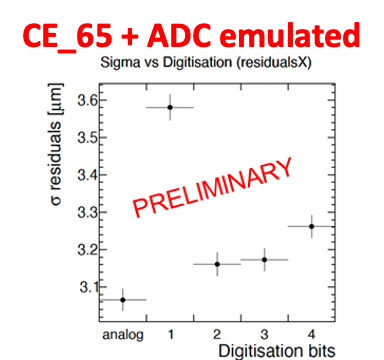 CE_65 + ADC emulated
Sigma vs Digitisation (residualsX)
σ residuals [μm]
3.6
3.5
3.4
3.3
3.2
3.1
PRELIMINARY
analog 1 2 3 4
Digitisation bits